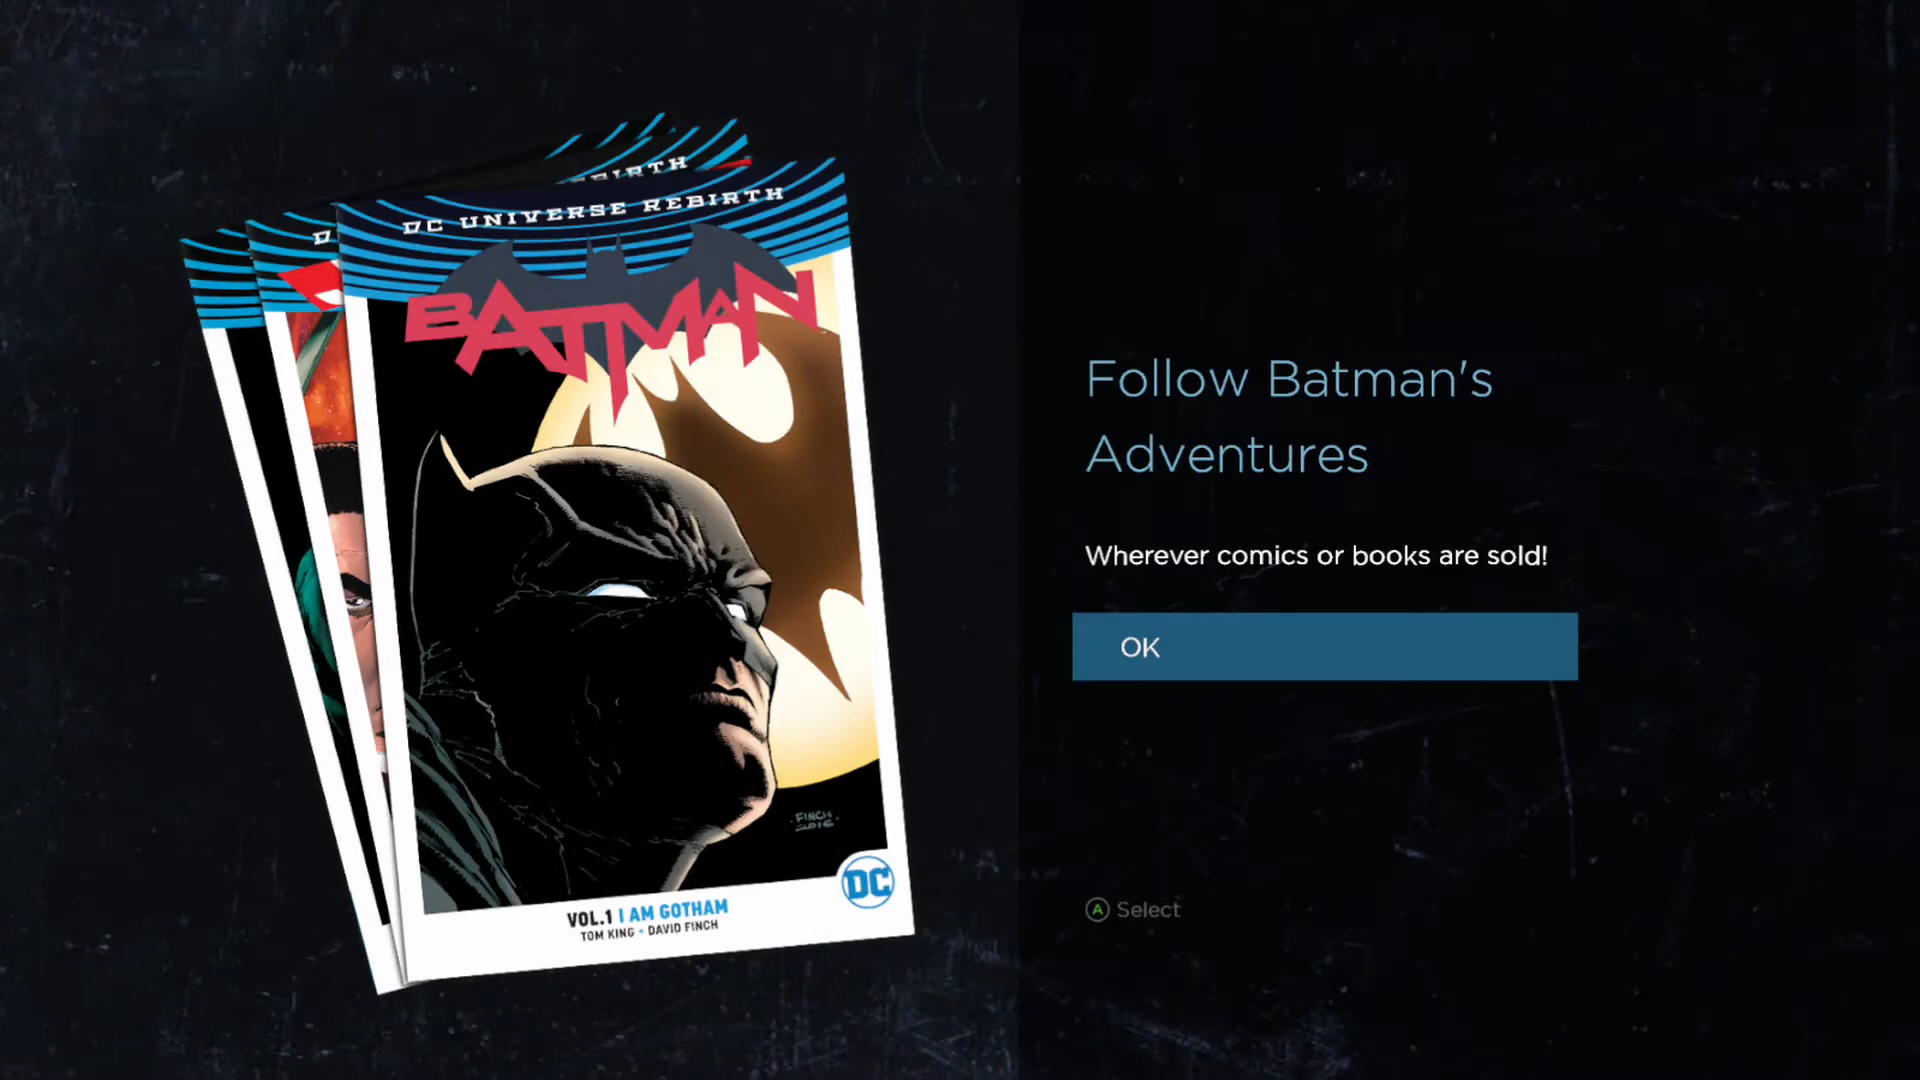 D
REBIRTH
DC UNIVERSE REBIRTH
BATMAN
FINCH
2016
DC
VOL.1 I AM GOTHAM
TOM KING • DAVID FINCH
Follow Batman's
Adventures
Wherever comics or books are sold!
OK
A Select